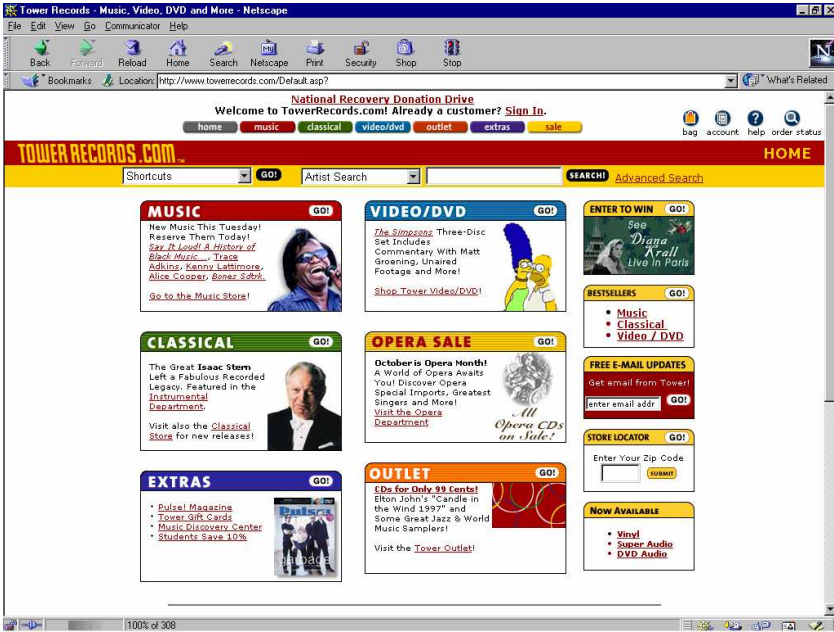 Tower Records - Music, Video, DVD and More - Netscape
File Edit View Go Communicator Help
Back Forward Reload Home Search Netscape Print Security Shop Stop
Bookmarks Location: http://www.towerrecords.com/Default.asp? What's Related
National Recovery Donation Drive
Welcome to TowerRecords.com! Already a customer? Sign In.
home music classical video/dvd outlet extras sale
bag account help order status
TOWER RECORDS.COM™
HOME
Shortcuts GO! Artist Search SEARCH! Advanced Search
MUSIC GO!
New Music This Tuesday!
Reserve Them Today!
Say It Loud! A History of
Black Music..., Trace
Adkins, Kenny Lattimore,
Alice Cooper, Bones Sdtrk.
Go to the Music Store!
VIDEO/DVD GO!
The Simpsons Three-Disc
Set Includes
Commentary With Matt
Groening, Unaired
Footage and More!
Shop Tower Video/DVD!
ENTER TO WIN GO!
See
Diana
Krall
Live in Paris
BESTSELLERS GO!
• Music
• Classical
• Video / DVD
CLASSICAL GO!
The Great Isaac Stern
Left a Fabulous Recorded
Legacy. Featured in the
Instrumental
Department.
Visit also the Classical
Store for new releases!
OPERA SALE GO!
October is Opera Month!
A World of Opera Awaits
You! Discover Opera
Special Imports, Greatest
Singers and More!
Visit the Opera
Department
All
Opera CDs
on Sale!
FREE E-MAIL UPDATES
Get email from Tower!
enter email addr GO!
STORE LOCATOR GO!
Enter Your Zip Code
SUBMIT
EXTRAS GO!
• Pulse! Magazine
• Tower Gift Cards
• Music Discovery Center
• Students Save 10%
Pulse!
garbage
OUTLET GO!
CDs for Only 99 Cents!
Elton John's "Candle in
the Wind 1997" and
Some Great Jazz & World
Music Samplers!
Visit the Tower Outlet!
NOW AVAILABLE
• Vinyl
• Super Audio
• DVD Audio
100% of 308